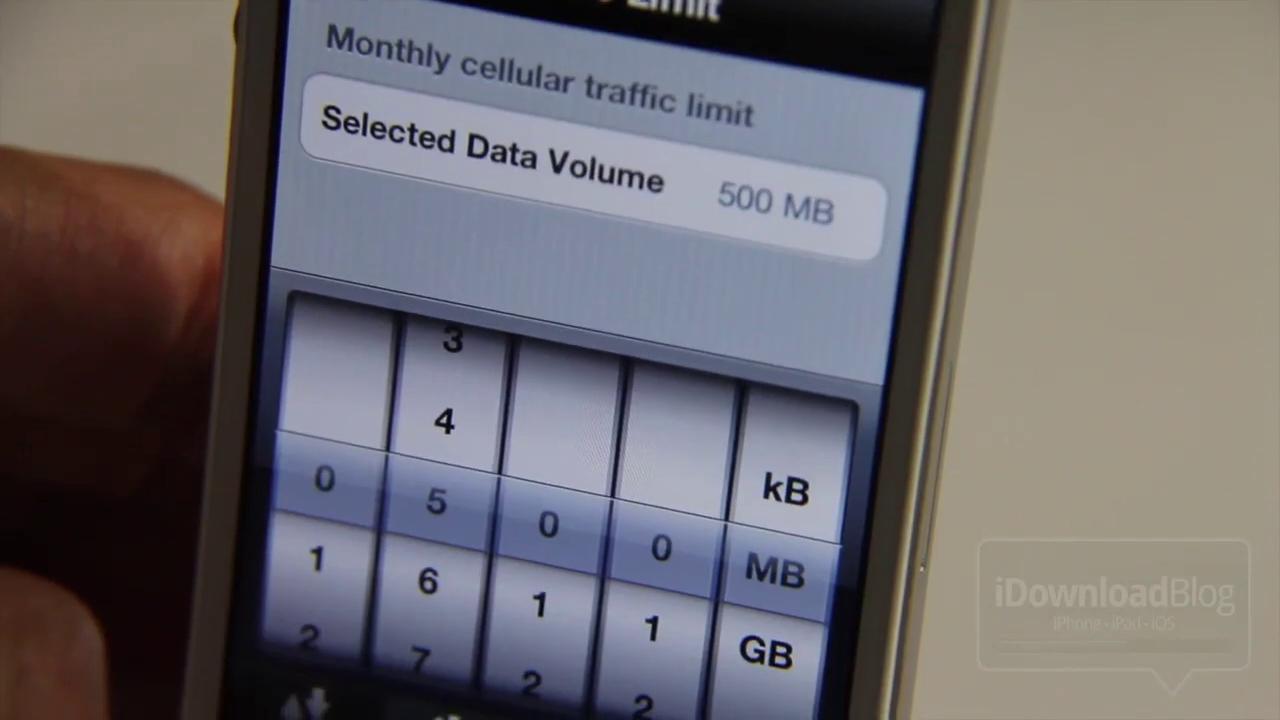 Limit
Monthly cellular traffic limit
Selected Data Volume 500 MB
3
4 kB
0 5 0 0 MB
1 6 1 1 GB
2 7 2 2
iDownloadBlog
iPhone • iPad • iOS